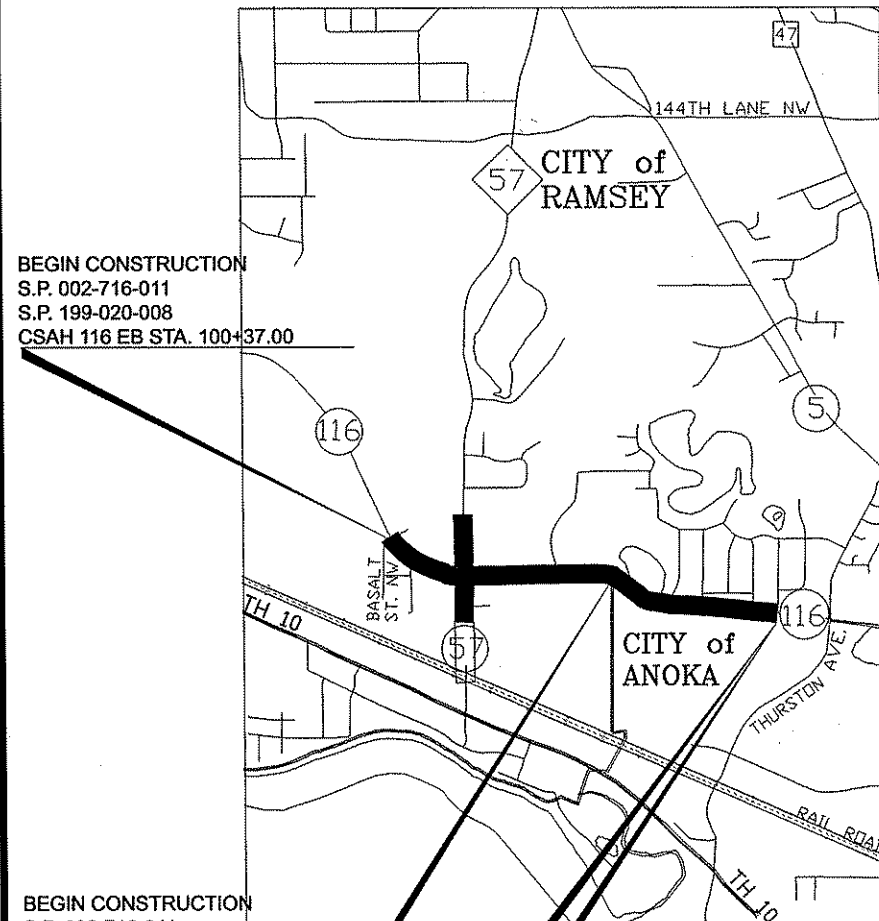 47
144TH LANE NW
57
CITY of
RAMSEY
BEGIN CONSTRUCTION
S.P. 002-716-011
S.P. 199-020-008
CSAH 116 EB STA. 100+37.00
116
5
BASALT
ST. NW
TH 10
57
116
CITY of
ANOKA
THURSTON AVE.
RAIL ROAD
TH 10
BEGIN CONSTRUCTION